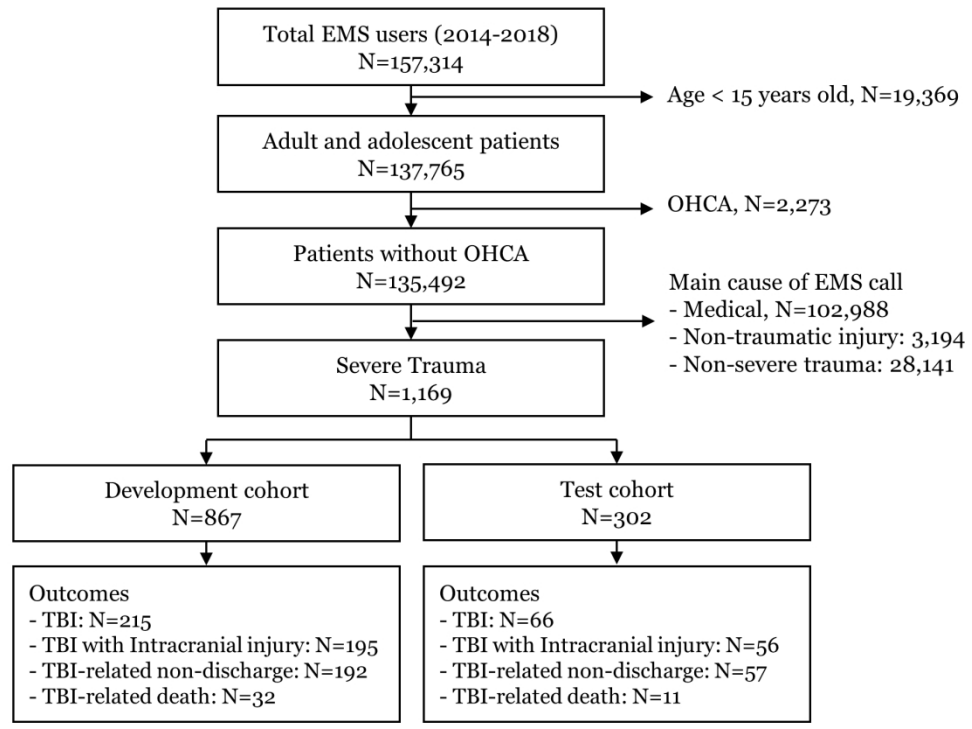 Total EMS users (2014-2018)
N=157,314
Age < 15 years old, N=19,369
Adult and adolescent patients
N=137,765
OHCA, N=2,273
Patients without OHCA
N=135,492
Main cause of EMS call
- Medical, N=102,988
- Non-traumatic injury: 3,194
- Non-severe trauma: 28,141
Severe Trauma
N=1,169
Development cohort
N=867
Test cohort
N=302
Outcomes
- TBI: N=215
- TBI with Intracranial injury: N=195
- TBI-related non-discharge: N=192
- TBI-related death: N=32
Outcomes
- TBI: N=66
- TBI with Intracranial injury: N=56
- TBI-related non-discharge: N=57
- TBI-related death: N=11